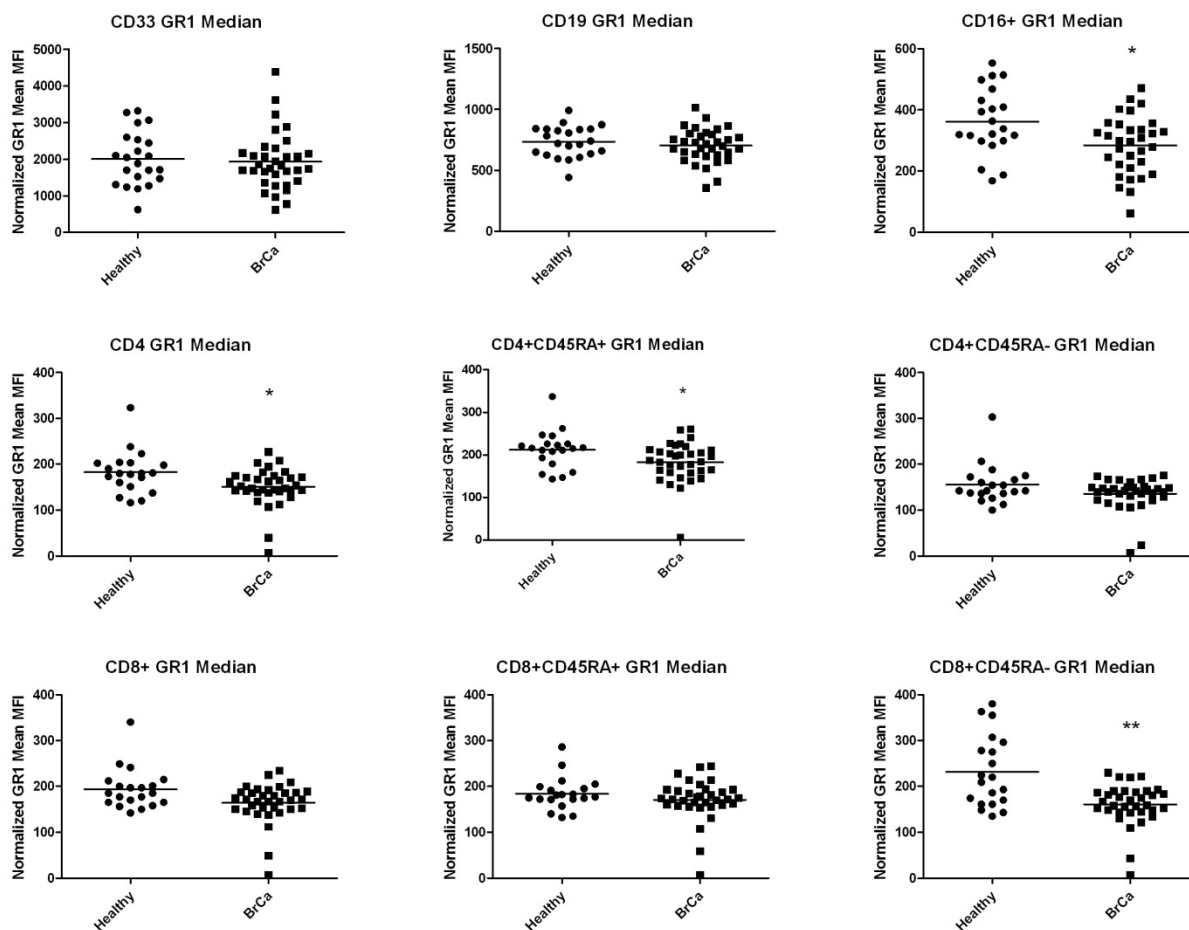 CD33 GR1 Median
Normalized GR1 Mean MFI
5000
4000
3000
2000
1000
0
Healthy
BrCa
CD19 GR1 Median
Normalized GR1 Mean MFI
1500
1000
500
0
Healthy
BrCa
CD16+ GR1 Median
Normalized GR1 Mean MFI
600
400
200
0
*
Healthy
BrCa
CD4 GR1 Median
Normalized GR1 Mean MFI
400
300
200
100
0
*
Healthy
BrCa
CD4+CD45RA+ GR1 Median
Normalized GR1 Mean MFI
400
300
200
100
0
*
Healthy
BrCa
CD4+CD45RA- GR1 Median
Normalized GR1 Mean MFI
400
300
200
100
0
Healthy
BrCa
CD8+ GR1 Median
Normalized GR1 Mean MFI
400
300
200
100
0
Healthy
BrCa
CD8+CD45RA+ GR1 Median
Normalized GR1 Mean MFI
400
300
200
100
0
Healthy
BrCa
CD8+CD45RA- GR1 Median
Normalized GR1 Mean MFI
400
300
200
100
0
**
Healthy
BrCa